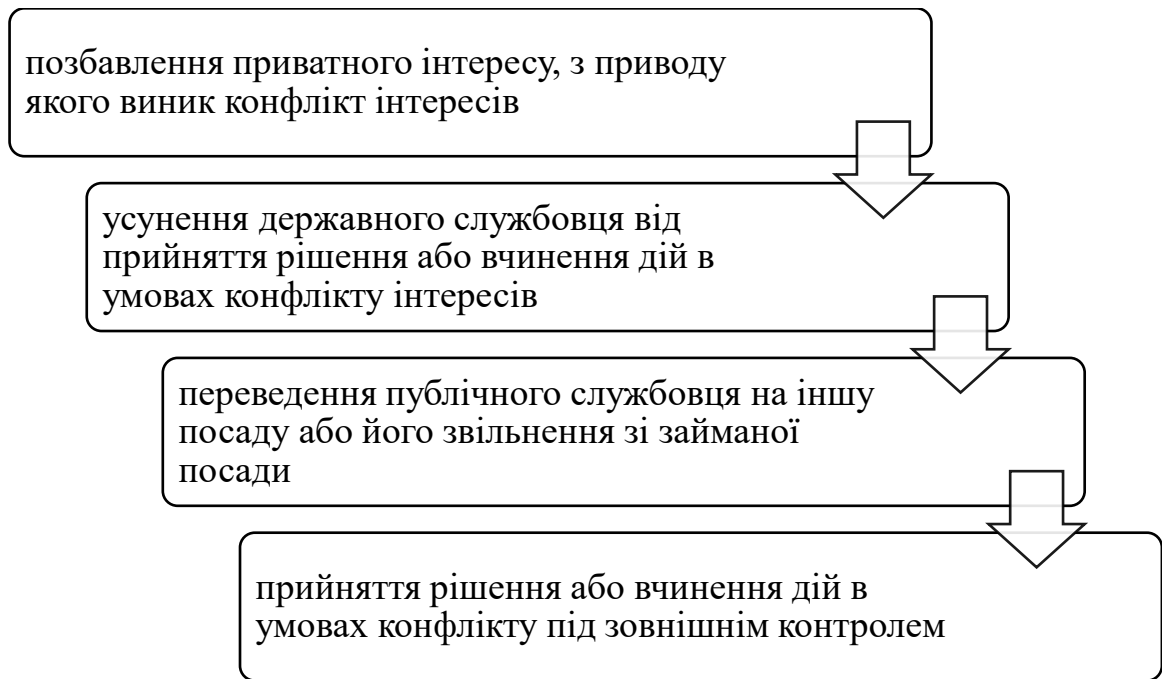 позбавлення приватного інтересу, з приводу
якого виник конфлікт інтересів
усунення державного службовця від
прийняття рішення або вчинення дій в
умовах конфлікту інтересів
переведення публічного службовця на іншу
посаду або його звільнення зі займаної
посади
прийняття рішення або вчинення дій в
умовах конфлікту під зовнішнім контролем